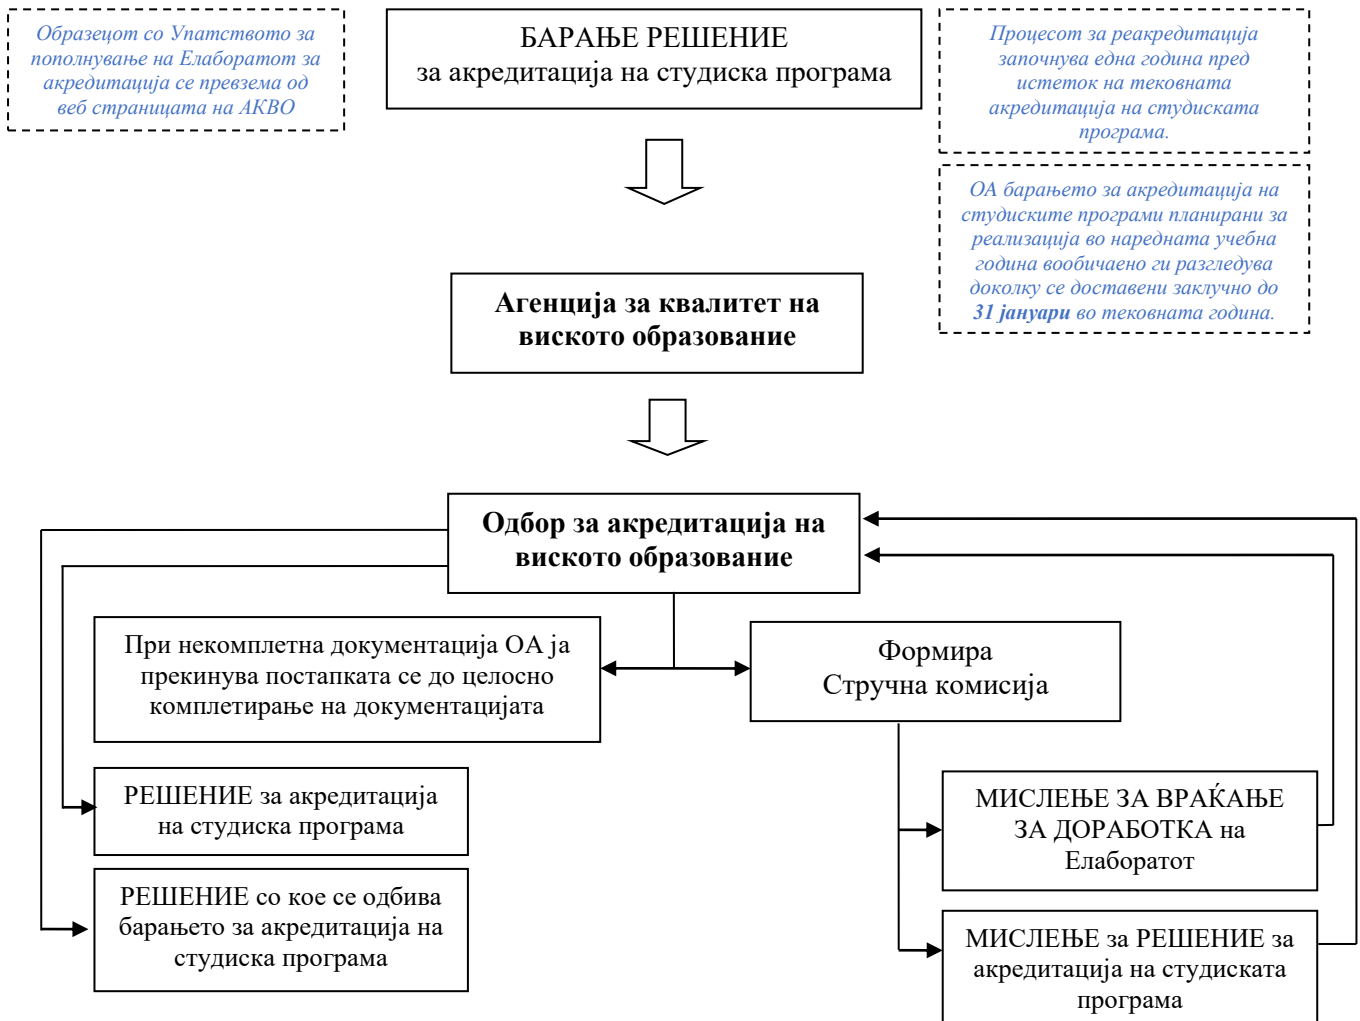 Образецот со Упатството за
пополнување на Елаборатот за
акредитација се превзема од
веб страницата на АКВО
БАРАЊЕ РЕШЕНИЕ
за акредитација на студиска програма
Процесот за реакредитација
започнува една година пред
истеток на тековната
акредитација на студиската
програма.
ОА барањето за акредитација на
студиските програми планирани за
реализација во наредната учебна
година вообичаено ги разгледува
доколку се доставени заклучно до
31 јануари во тековната година.
Агенција за квалитет на
виского образование
Одбор за акредитација на
виското образование
При некомплетна документација ОА ја
прекинува постапката се до целосно
комплетирање на документацијата
Формира
Стручна комисија
РЕШЕНИЕ за акредитација
на студиска програма
РЕШЕНИЕ со кое се одбива
барањето за акредитација на
студиска програма
МИСЛЕЊЕ ЗА ВРАЌАЊЕ
ЗА ДОРАБОТКА на
Елаборатот
МИСЛЕЊЕ за РЕШЕНИЕ за
акредитација на студиската
програма